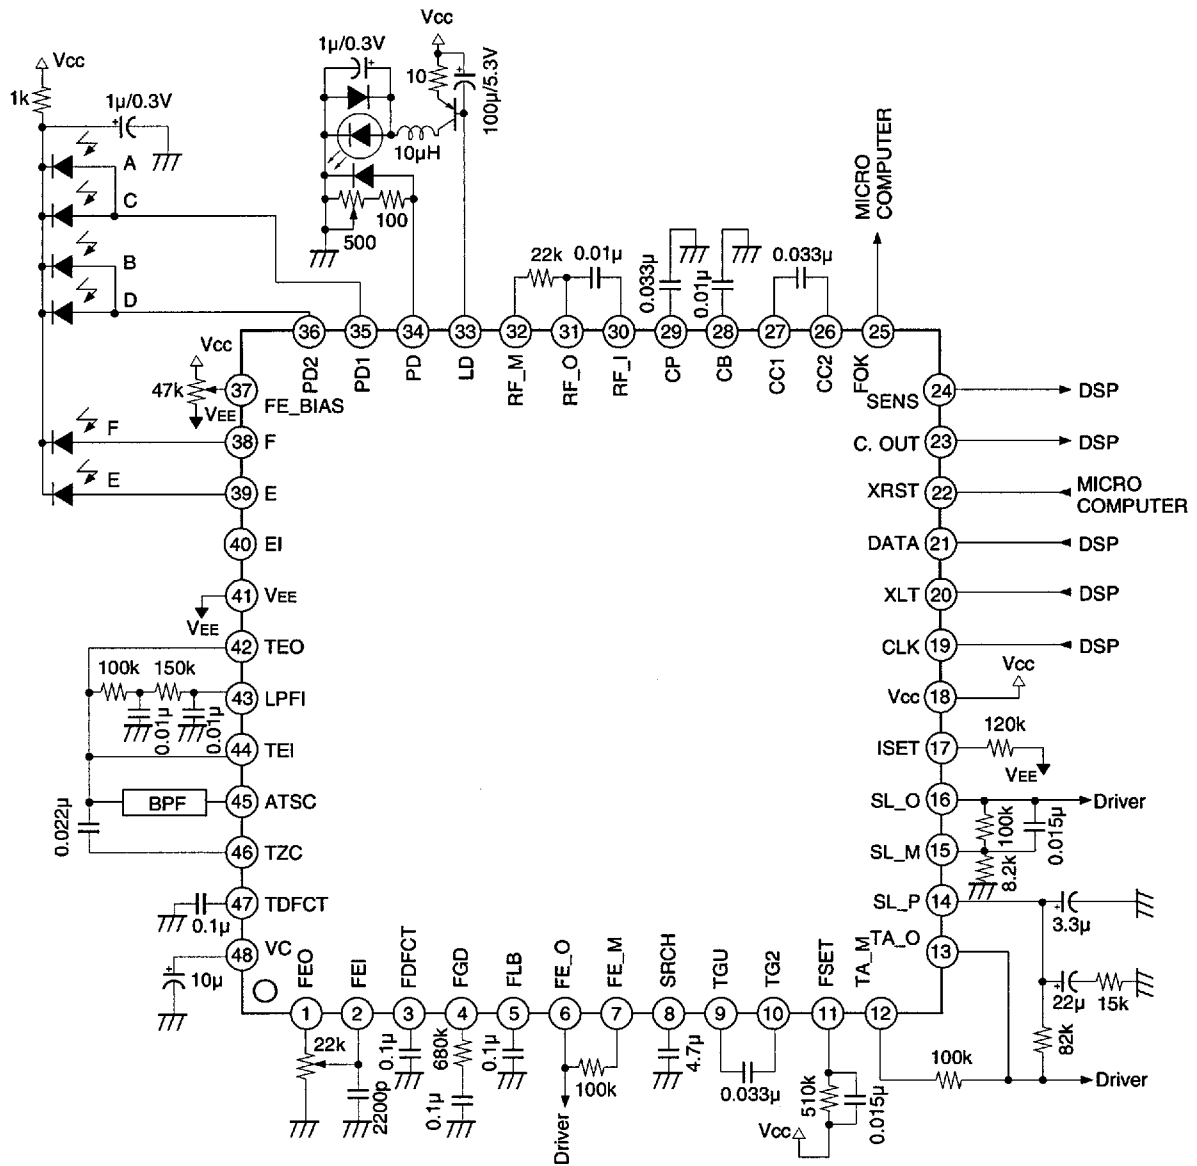 Vcc
1k
1µ/0.3V
A
C
B
D
F
E
1µ/0.3V
Vcc
10
100µ/5.3V
10µH
100
500
22k
0.01µ
0.033µ
0.01µ
0.033µ
MICRO
COMPUTER
36
35
34
33
32
31
30
29
28
27
26
25
PD2
PD1
PD
LD
RF_M
RF_O
RF_I
CP
CB
CC1
CC2
FOK
Vcc
47k
VEE
37
FE_BIAS
38
F
39
E
40
EI
41
VEE
VEE
42
TEO
100k
150k
43
LPFI
0.01µ
0.01µ
44
TEI
BPF
45
ATSC
0.022µ
46
TZC
47
TDFCT
0.1µ
48
VC
10µ
SENS
24
DSP
C. OUT
23
DSP
XRST
22
MICRO
COMPUTER
DATA
21
DSP
XLT
20
DSP
CLK
19
DSP
Vcc
18
Vcc
ISET
17
120k
VEE
SL_O
16
Driver
100k
0.015µ
SL_M
15
8.2k
SL_P
14
3.3µ
TA_O
13
22µ
15k
82k
FEO
FEI
FDFCT
FGD
FLB
FE_O
FE_M
SRCH
TGU
TG2
FSET
TA_M
1
2
3
4
5
6
7
8
9
10
11
12
22k
2200p
0.1µ
680k
0.1µ
0.1µ
100k
Driver
4.7µ
0.033µ
510k
0.015µ
Vcc
100k
Driver